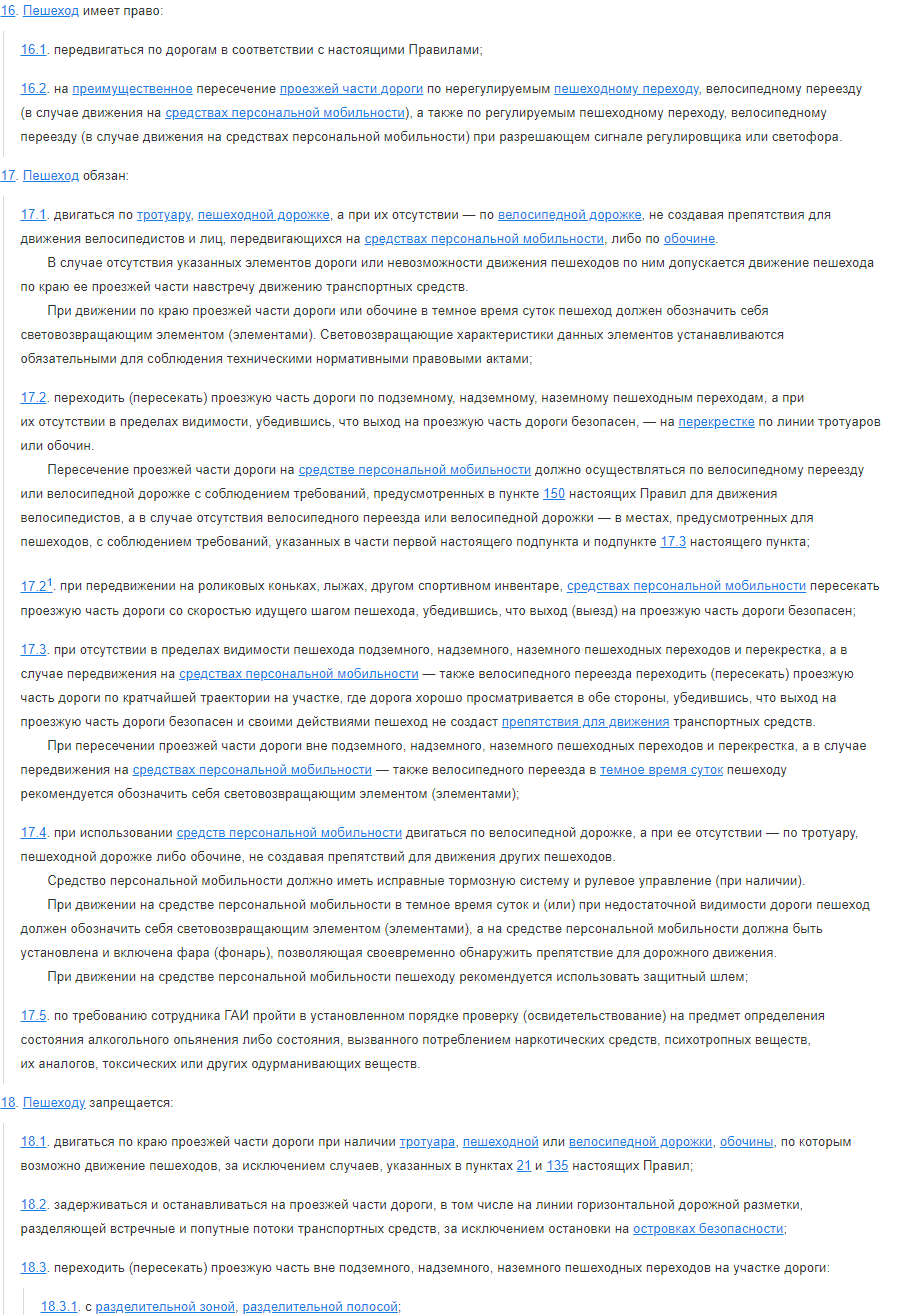 16. Пешеход имеет право:
16.1. передвигаться по дорогам в соответствии с настоящими Правилами;
16.2. на преимущественное пересечение проезжей части дороги по нерегулируемым пешеходному переходу, велосипедному переезду
(в случае движения на средствах персональной мобильности), а также по регулируемым пешеходному переходу, велосипедному
переезду (в случае движения на средствах персональной мобильности) при разрешающем сигнале регулировщика или светофора.
17. Пешеход обязан:
17.1. двигаться по тротуару, пешеходной дорожке, а при их отсутствии — по велосипедной дорожке, не создавая препятствия для
движения велосипедистов и лиц, передвигающихся на средствах персональной мобильности, либо по обочине.
В случае отсутствия указанных элементов дороги или невозможности движения пешеходов по ним допускается движение пешехода
по краю ее проезжей части навстречу движению транспортных средств.
При движении по краю проезжей части дороги или обочине в темное время суток пешеход должен обозначить себя
световозвращающим элементом (элементами). Световозвращающие характеристики данных элементов устанавливаются
обязательными для соблюдения техническими нормативными правовыми актами;
17.2. переходить (пересекать) проезжую часть дороги по подземному, надземному, наземному пешеходным переходам, а при
их отсутствии в пределах видимости, убедившись, что выход на проезжую часть дороги безопасен, — на перекрестке по линии тротуаров
или обочин.
Пересечение проезжей части дороги на средстве персональной мобильности должно осуществляться по велосипедному переезду
или велосипедной дорожке с соблюдением требований, предусмотренных в пункте 150 настоящих Правил для движения
велосипедистов, а в случае отсутствия велосипедного переезда или велосипедной дорожки — в местах, предусмотренных для
пешеходов, с соблюдением требований, указанных в части первой настоящего подпункта и подпункте 17.3 настоящего пункта;
17.2¹. при передвижении на роликовых коньках, лыжах, другом спортивном инвентаре, средствах персональной мобильности пересекать
проезжую часть дороги со скоростью идущего шагом пешехода, убедившись, что выход (выезд) на проезжую часть дороги безопасен;
17.3. при отсутствии в пределах видимости пешехода подземного, надземного, наземного пешеходных переходов и перекрестка, а в
случае передвижения на средствах персональной мобильности — также велосипедного переезда переходить (пересекать) проезжую
часть дороги по кратчайшей траектории на участке, где дорога хорошо просматривается в обе стороны, убедившись, что выход на
проезжую часть дороги безопасен и своими действиями пешеход не создаст препятствия для движения транспортных средств.
При пересечении проезжей части дороги вне подземного, надземного, наземного пешеходных переходов и перекрестка, а в случае
передвижения на средствах персональной мобильности — также велосипедного переезда в темное время суток пешеходу
рекомендуется обозначить себя световозвращающим элементом (элементами);
17.4. при использовании средств персональной мобильности двигаться по велосипедной дорожке, а при ее отсутствии — по тротуару,
пешеходной дорожке либо обочине, не создавая препятствий для движения других пешеходов.
Средство персональной мобильности должно иметь исправные тормозную систему и рулевое управление (при наличии).
При движении на средстве персональной мобильности в темное время суток и (или) при недостаточной видимости дороги пешеход
должен обозначить себя световозвращающим элементом (элементами), а на средстве персональной мобильности должна быть
установлена и включена фара (фонарь), позволяющая своевременно обнаружить препятствие для дорожного движения.
При движении на средстве персональной мобильности пешеходу рекомендуется использовать защитный шлем;
17.5. по требованию сотрудника ГАИ пройти в установленном порядке проверку (освидетельствование) на предмет определения
состояния алкогольного опьянения либо состояния, вызванного потреблением наркотических средств, психотропных веществ,
их аналогов, токсических или других одурманивающих веществ.
18. Пешеходу запрещается:
18.1. двигаться по краю проезжей части дороги при наличии тротуара, пешеходной или велосипедной дорожки, обочины, по которым
возможно движение пешеходов, за исключением случаев, указанных в пунктах 21 и 135 настоящих Правил;
18.2. задерживаться и останавливаться на проезжей части дороги, в том числе на линии горизонтальной дорожной разметки,
разделяющей встречные и попутные потоки транспортных средств, за исключением остановки на островках безопасности;
18.3. переходить (пересекать) проезжую часть вне подземного, надземного, наземного пешеходных переходов на участке дороги:
18.3.1. с разделительной зоной, разделительной полосой;